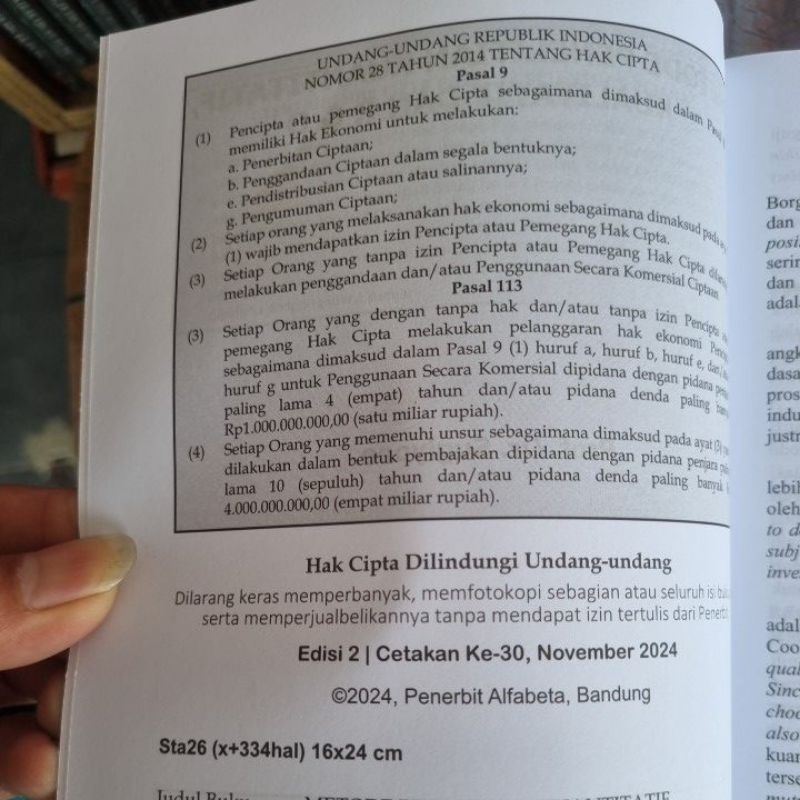 UNDANG-UNDANG REPUBLIK INDONESIA
NOMOR 28 TAHUN 2014 TENTANG HAK CIPTA
Pasal 9
(1) Pencipta atau pemegang Hak Cipta sebagaimana dimaksud dalam
memiliki Hak Ekonomi untuk melakukan:
a. Penerbitan Ciptaan;
b. Penggandaan Ciptaan dalam segala bentuknya;
e. Pendistribusian Ciptaan atau salinannya;
g. Pengumuman Ciptaan;
(2) Setiap orang yang melaksanakan hak ekonomi sebagaimana dimaksud pada
(1) wajib mendapatkan izin Pencipta atau Pemegang Hak Cipta.
(3) Setiap Orang yang tanpa izin Pencipta atau Pemegang Hak Cipta
melakukan penggandaan dan/atau Penggunaan Secara Komersial Ciptaan
Pasal 113
(3) Setiap Orang yang dengan tanpa hak dan/atau tanpa izin Pencipta
pemegang Hak Cipta melakukan pelanggaran hak ekonomi
sebagaimana dimaksud dalam Pasal 9 (1) huruf a, huruf b, huruf e,
huruf g untuk Penggunaan Secara Komersial dipidana dengan pidana
paling lama 4 (empat) tahun dan/atau pidana denda paling
Rp1.000.000.000,00 (satu miliar rupiah).
(4) Setiap Orang yang memenuhi unsur sebagaimana dimaksud pada ayat (3)
dilakukan dalam bentuk pembajakan dipidana dengan pidana penjara
lama 10 (sepuluh) tahun dan/atau pidana denda paling banyak
4.000.000.000,00 (empat miliar rupiah).
Hak Cipta Dilindungi Undang-undang
Dilarang keras memperbanyak, memfotokopi sebagian atau seluruh isi
serta memperjualbelikannya tanpa mendapat izin tertulis dari
Edisi 2 | Cetakan Ke-30, November 2024
©2024, Penerbit Alfabeta, Bandung
Sta26 (x+334hal) 16x24 cm
Judul Buku
dan
dan
to